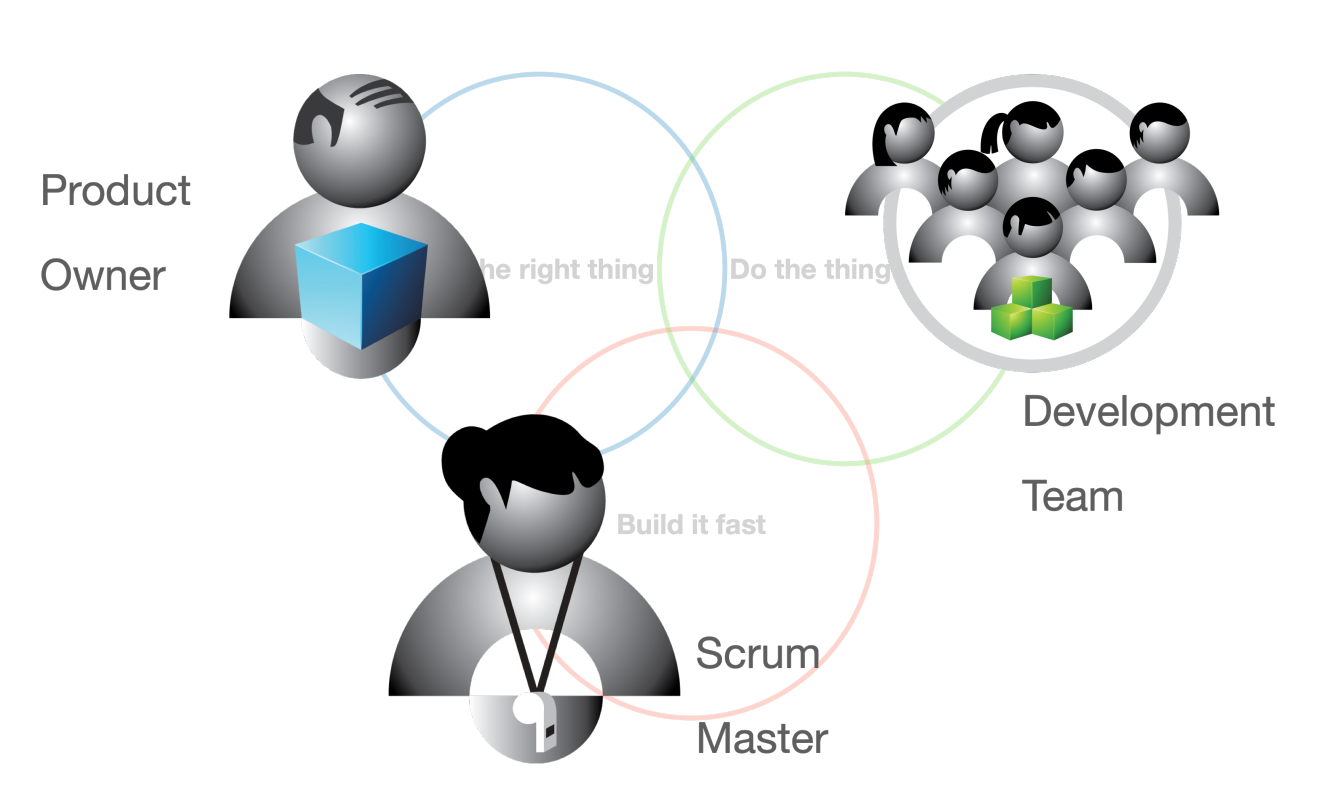 Product
Owner
he right thing
Do the thing
Development
Team
Build it fast
Scrum
Master